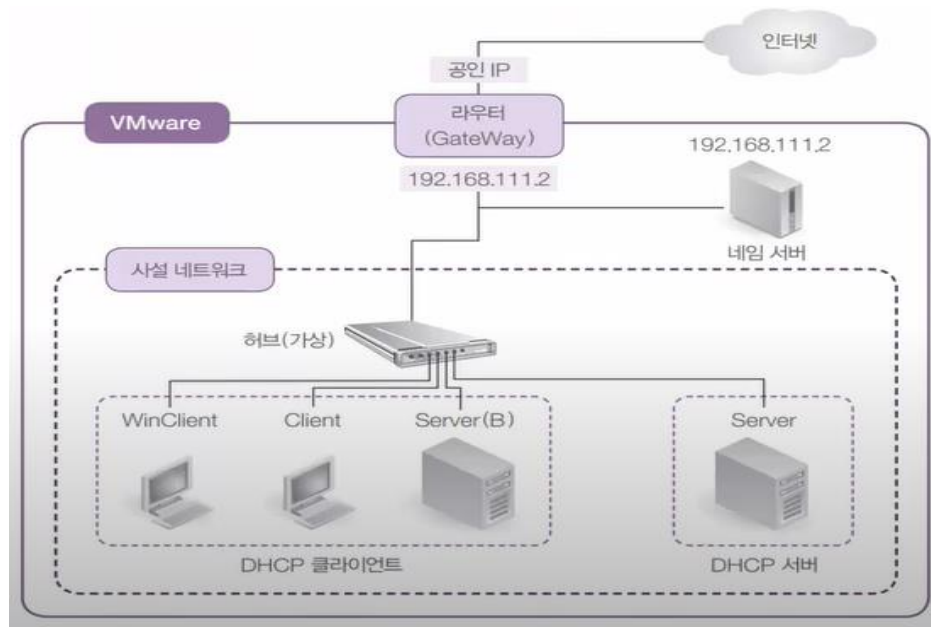 인터넷
공인 IP
VMware
라우터
(GateWay)
192.168.111.2
192.168.111.2
네임 서버
사설 네트워크
허브(가상)
WinClient
Client
Server(B)
Server
DHCP 클라이언트
DHCP 서버